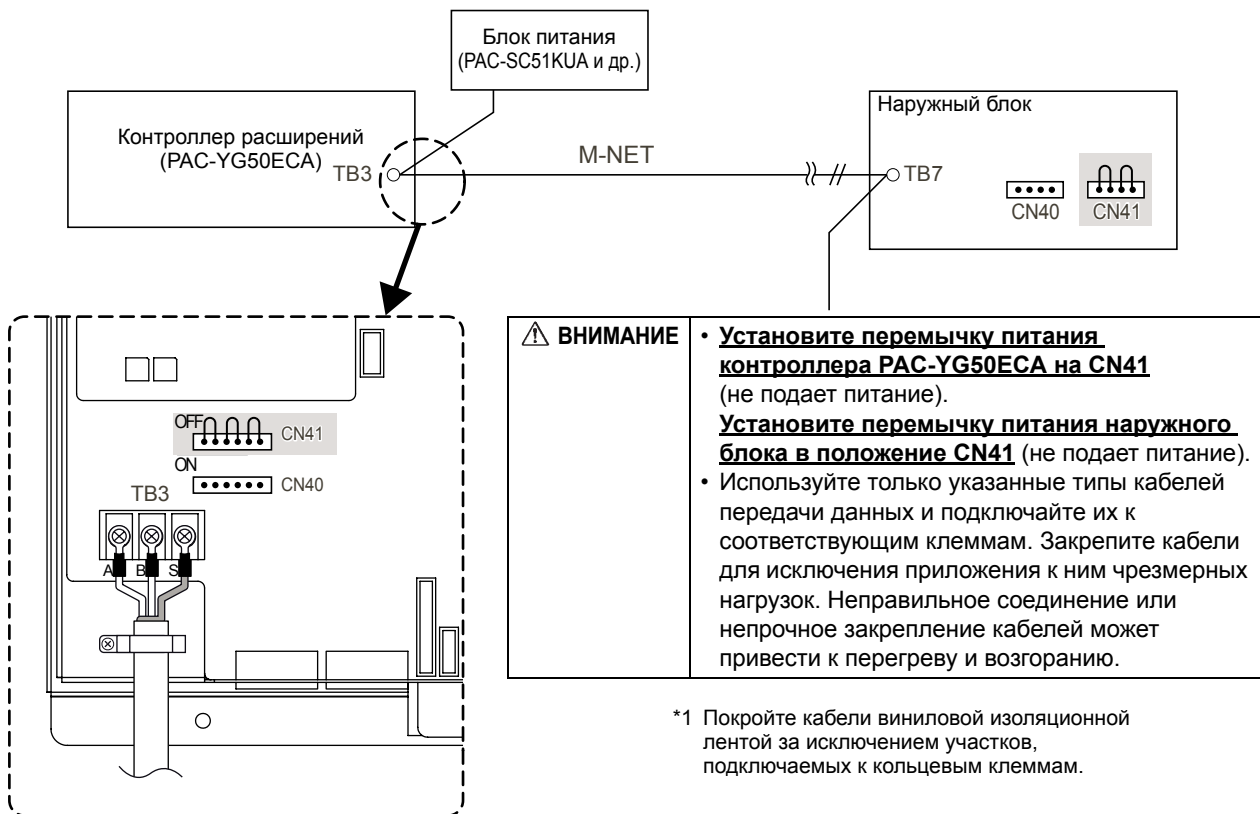 Блок питания
(PAC-SC51KUA и др.)
Контроллер расширений
(PAC-YG50ECA)
TB3
M-NET
Наружный блок
TB7
CN40
CN41
OFF
CN41
ON
CN40
TB3
A
B
S
⚠ ВНИМАНИЕ
• Установите перемычку питания
контроллера PAC-YG50ECA на CN41
(не подает питание).
Установите перемычку питания наружного
блока в положение CN41 (не подает питание).
• Используйте только указанные типы кабелей
передачи данных и подключайте их к
соответствующим клеммам. Закрепите кабели
для исключения приложения к ним чрезмерных
нагрузок. Неправильное соединение или
непрочное закрепление кабелей может
привести к перегреву и возгоранию.
*1 Покройте кабели виниловой изоляционной
лентой за исключением участков,
подключаемых к кольцевым клеммам.